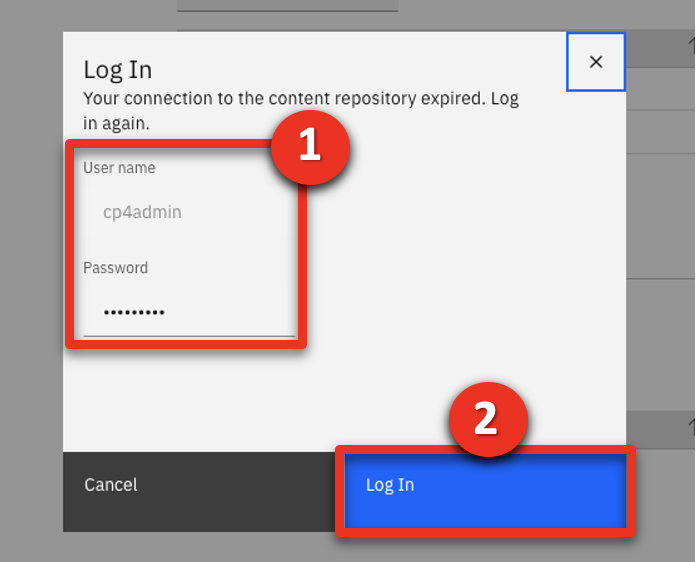 Log In
Your connection to the content repository expired. Log
in again.
1
User name
cp4admin
Password
•••••••••
2
Cancel
Log In